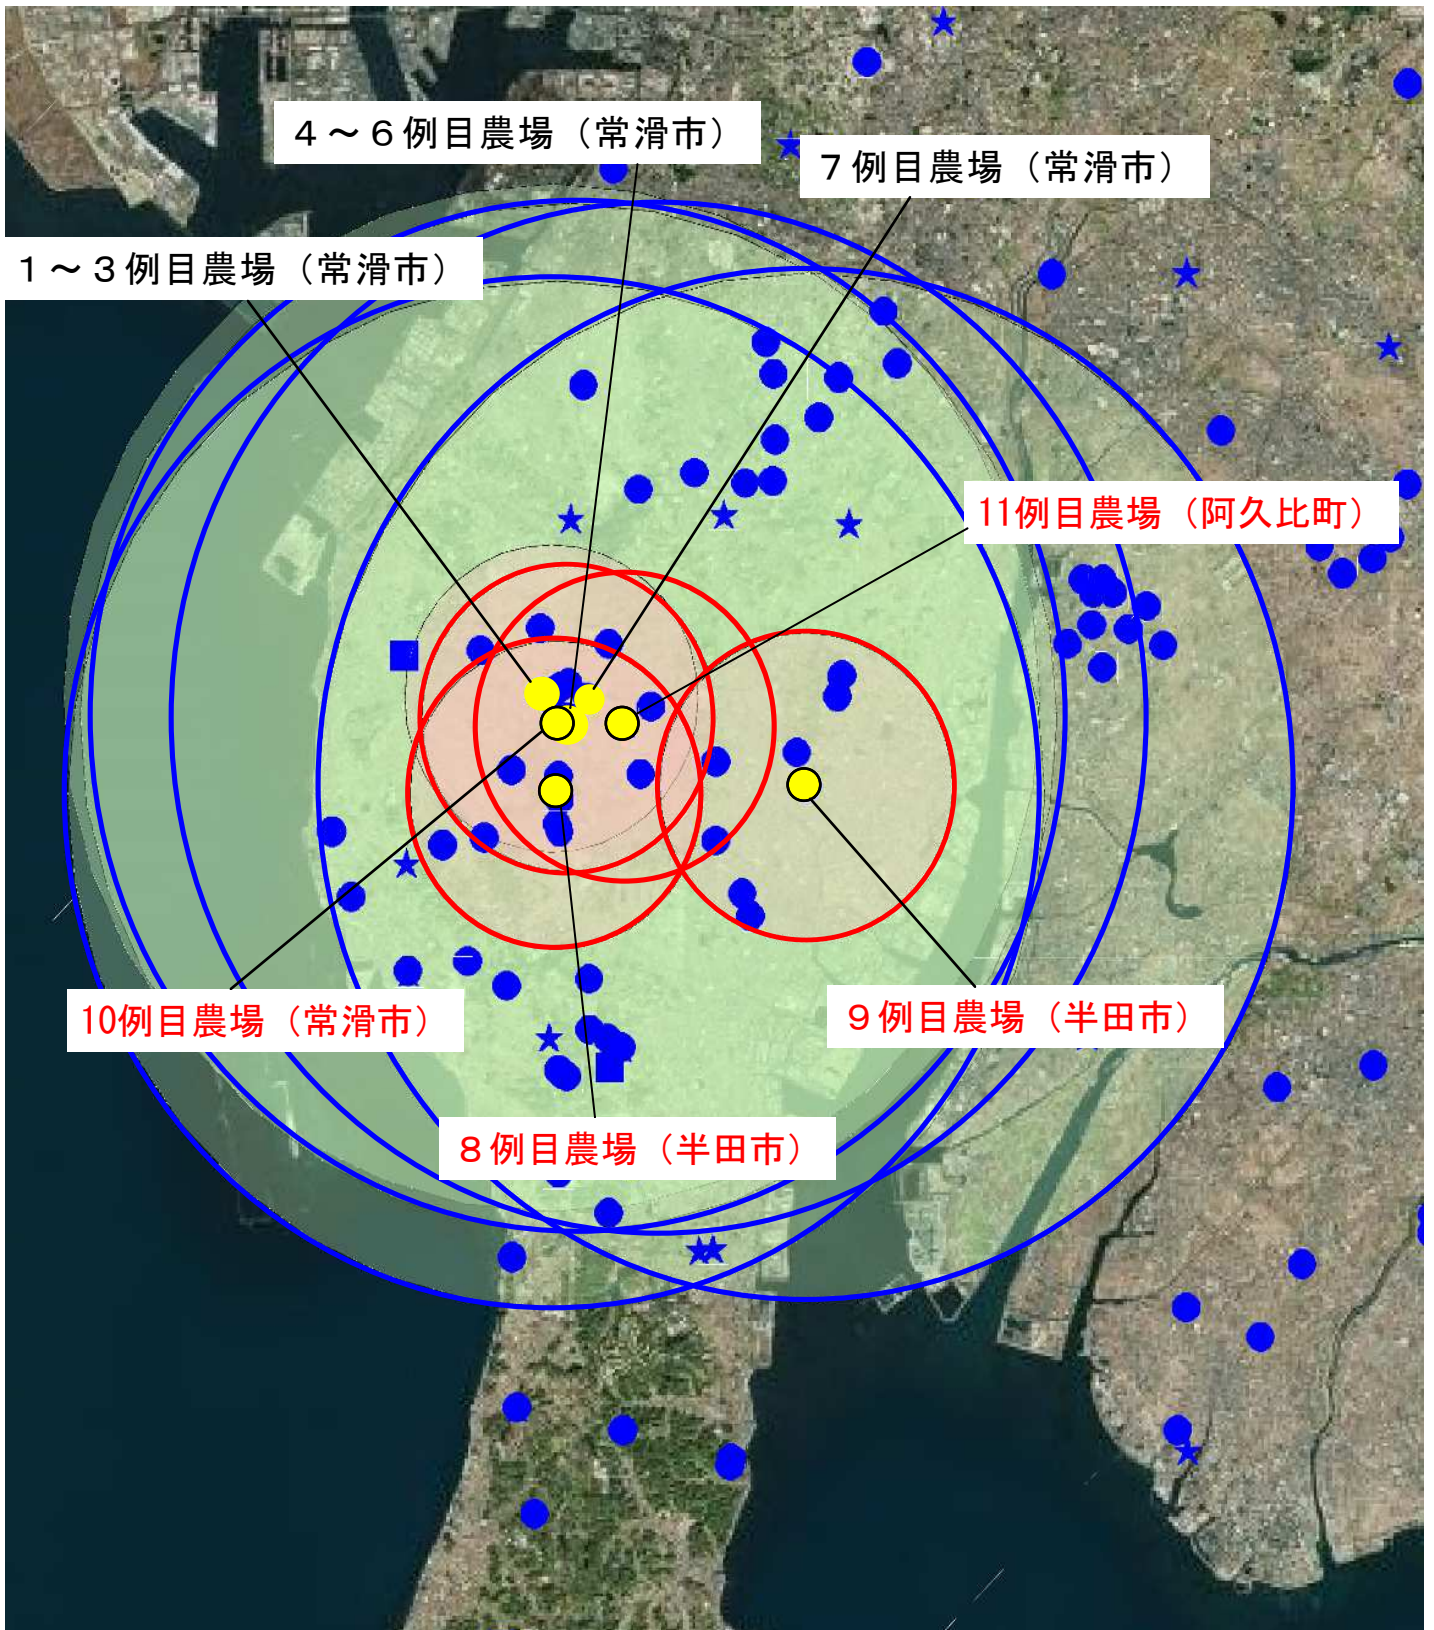 ４～６例目農場（常滑市）
７例目農場（常滑市）
１～３例目農場（常滑市）
11例目農場（阿久比町）
10例目農場（常滑市）
９例目農場（半田市）
８例目農場（半田市）